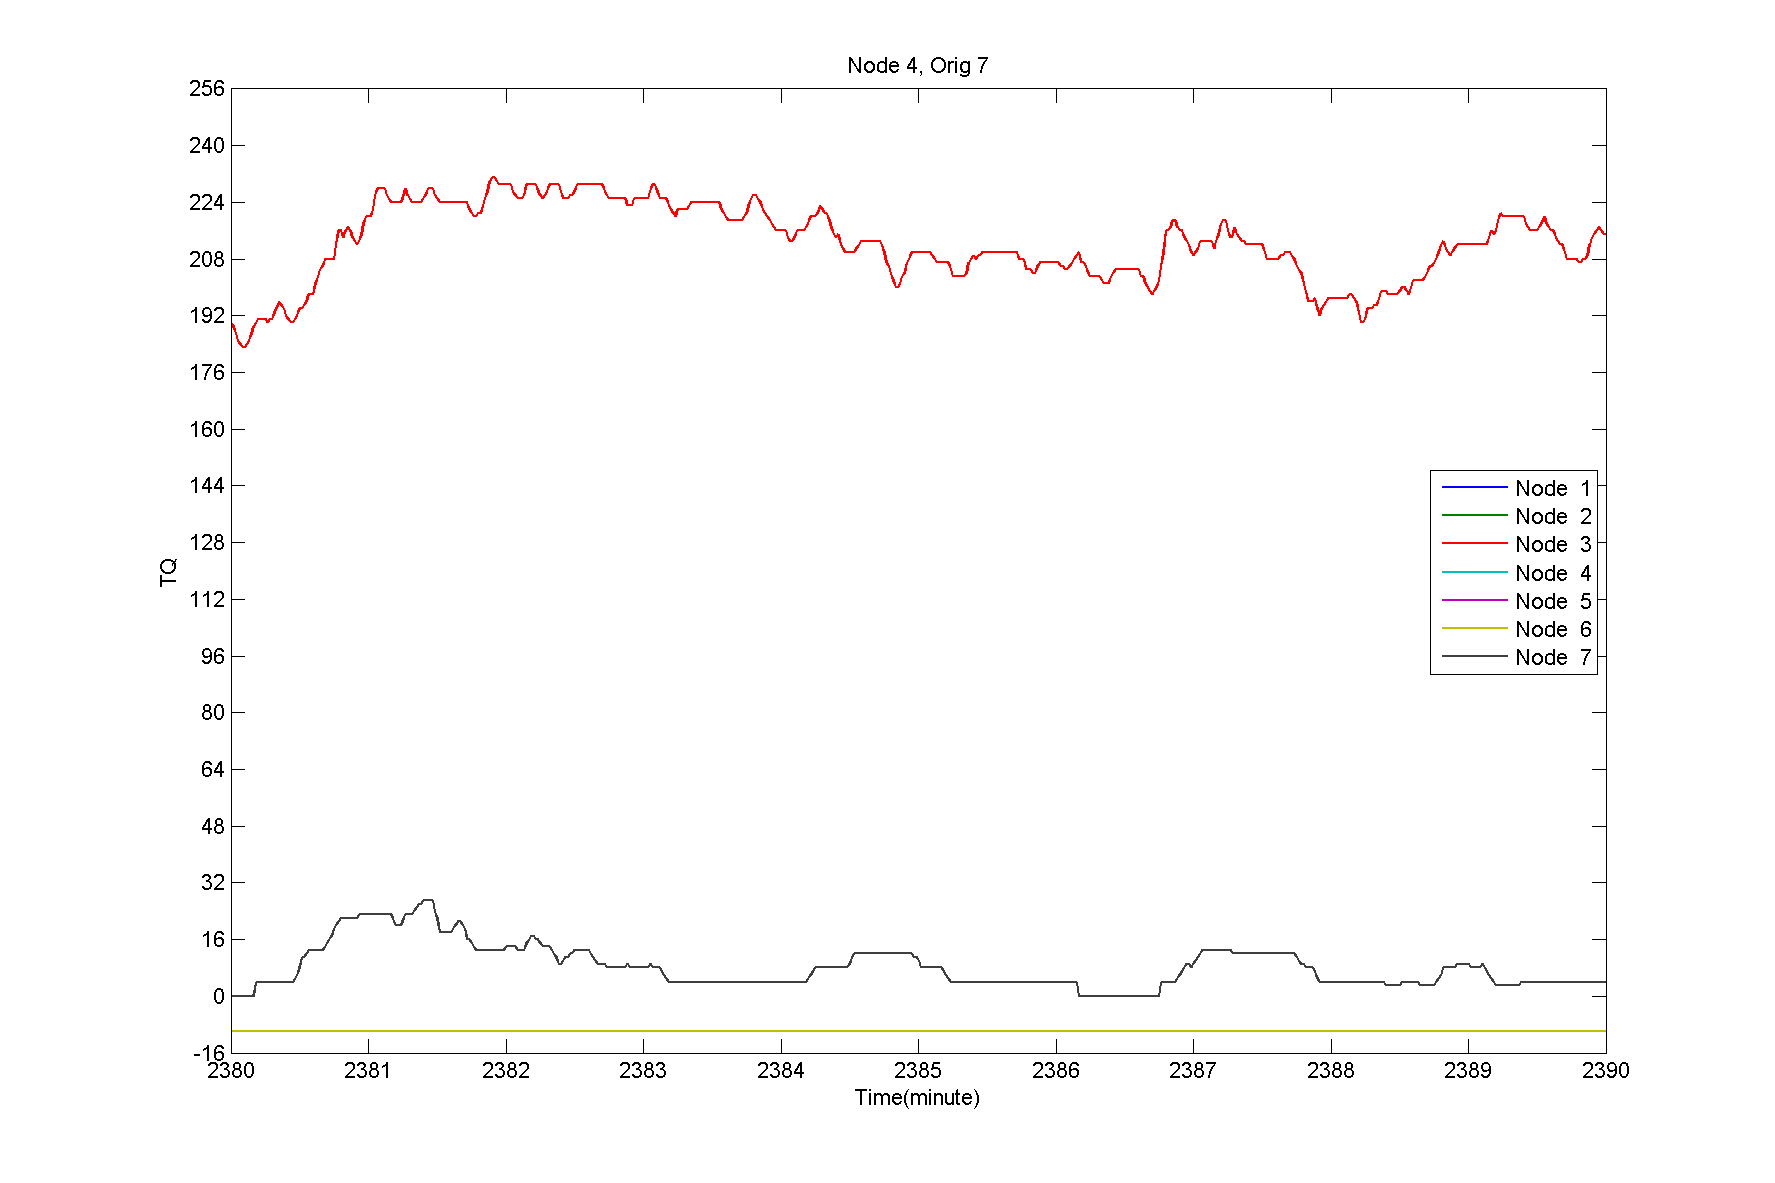 Node 4, Orig 7
256
240
224
208
192
176
160
144
128
112
96
80
64
48
32
16
0
-16
TQ
Node 1
Node 2
Node 3
Node 4
Node 5
Node 6
Node 7
2380 2381 2382 2383 2384 2385 2386 2387 2388 2389 2390
Time(minute)